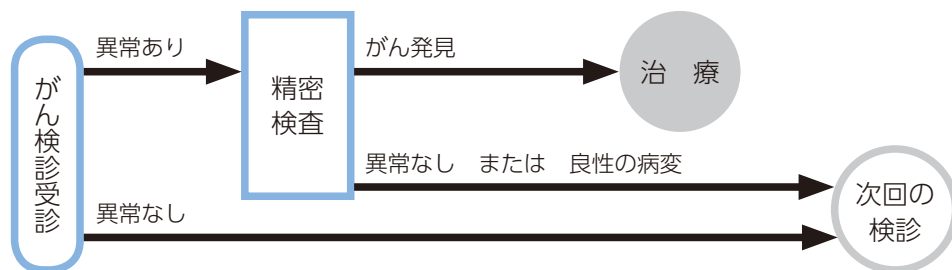 がん検診受診
異常あり
精密
検査
がん発見
治　療
異常なし　または　良性の病変
異常なし
次回の
検診